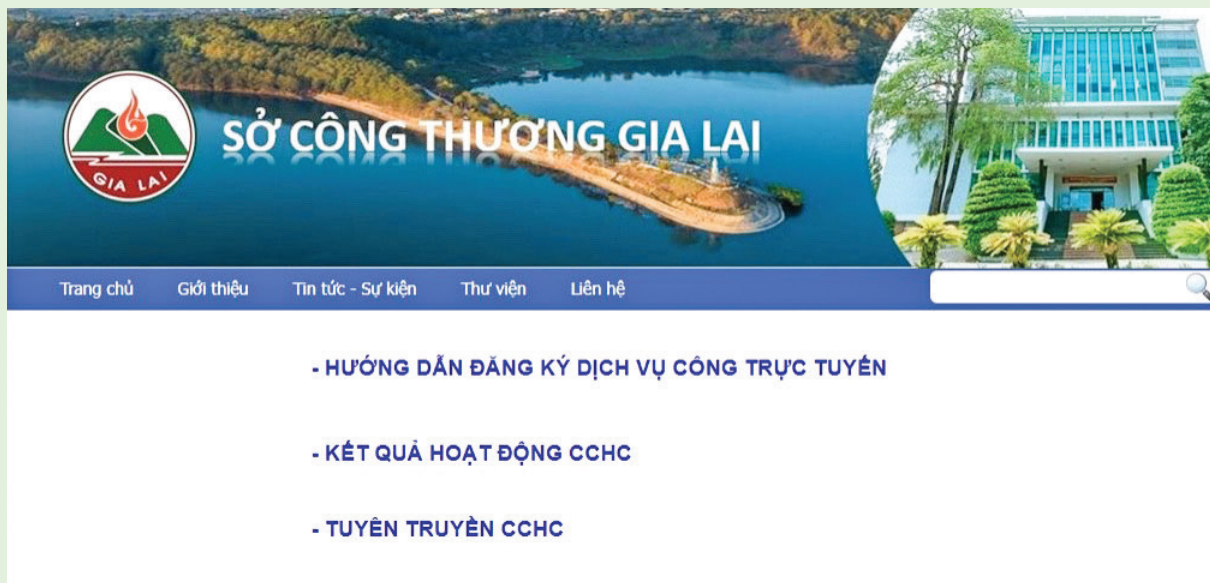 SỞ CÔNG THƯƠNG GIA LAI
GIA LAI
Trang chủ Giới thiệu Tin tức - Sự kiện Thư viện Liên hệ
- HƯỚNG DẪN ĐĂNG KÝ DỊCH VỤ CÔNG TRỰC TUYẾN
- KẾT QUẢ HOẠT ĐỘNG CCHC
- TUYÊN TRUYỀN CCHC